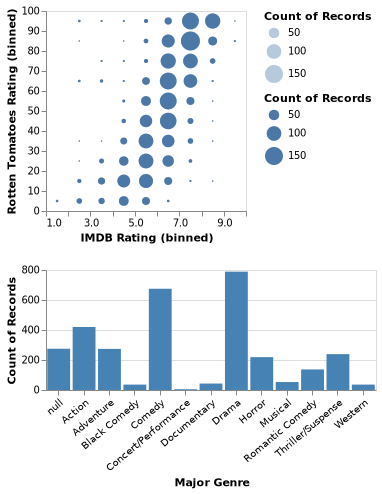 Rotten Tomatoes Rating (binned)
100
90
80
70
60
50
40
30
20
10
0
1.0 3.0 5.0 7.0 9.0
IMDB Rating (binned)
Count of Records
50
100
150
Count of Records
50
100
150
Count of Records
800
600
400
200
0
null Action Adventure Black Comedy Comedy Concert/Performance Documentary Drama Horror Musical Romantic Comedy Thriller/Suspense Western
Major Genre